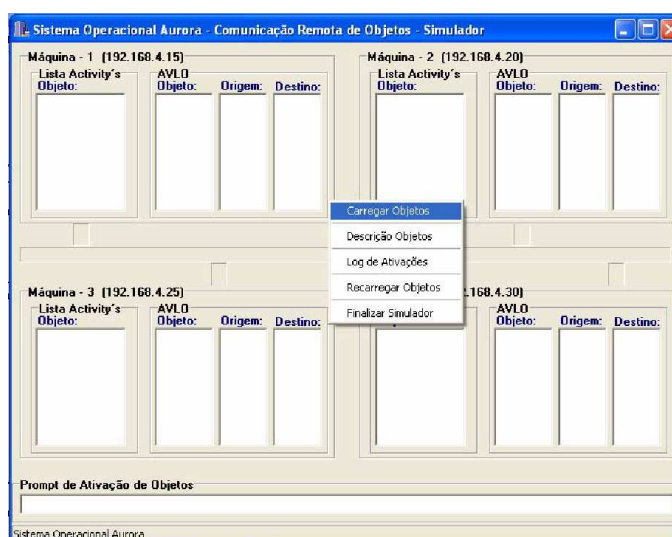 Sistema Operacional Aurora - Comunicação Remota de Objetos - Simulador
Máquina - 1 (192.168.4.15)
Lista Activity's
Objeto:
AVLO
Objeto: Origem: Destino:
Máquina - 2 (192.168.4.20)
Lista Activity's
Objeto:
AVLO
Objeto: Origem: Destino:
Carregar Objetos
Descrição Objetos
Log de Ativações
Recarregar Objetos
Finalizar Simulador
Máquina - 3 (192.168.4.25)
Lista Activity's
Objeto:
AVLO
Objeto: Origem: Destino:
.168.4.30)
AVLO
Objeto: Origem: Destino:
Prompt de Ativação de Objetos
Sistema Operacional Aurora